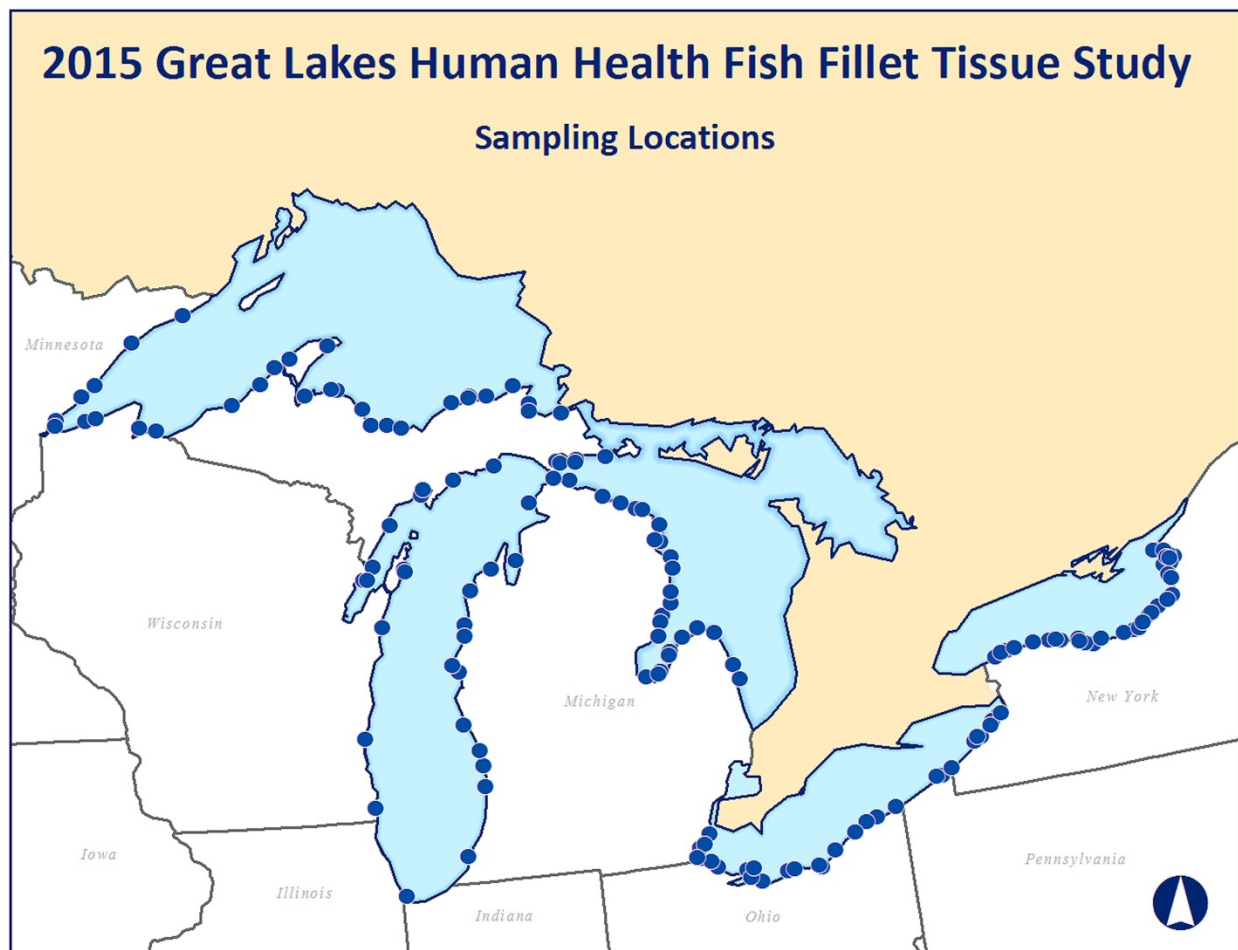 2015 Great Lakes Human Health Fish Fillet Tissue Study
Sampling Locations
Minnesota
Wisconsin
Michigan
New York
Iowa
Illinois
Indiana
Ohio
Pennsylvania